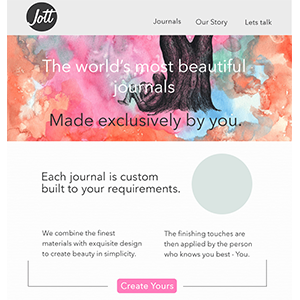 Jott
Journals
Our Story
Lets talk
The world's most beautiful
journals
Made exclusively by you.
Each journal is custom
built to your requirements.
We combine the finest
materials with exquisite design
to create beauty in simplicity.
The finishing touches are
then applied by the person
who knows you best - You.
Create Yours